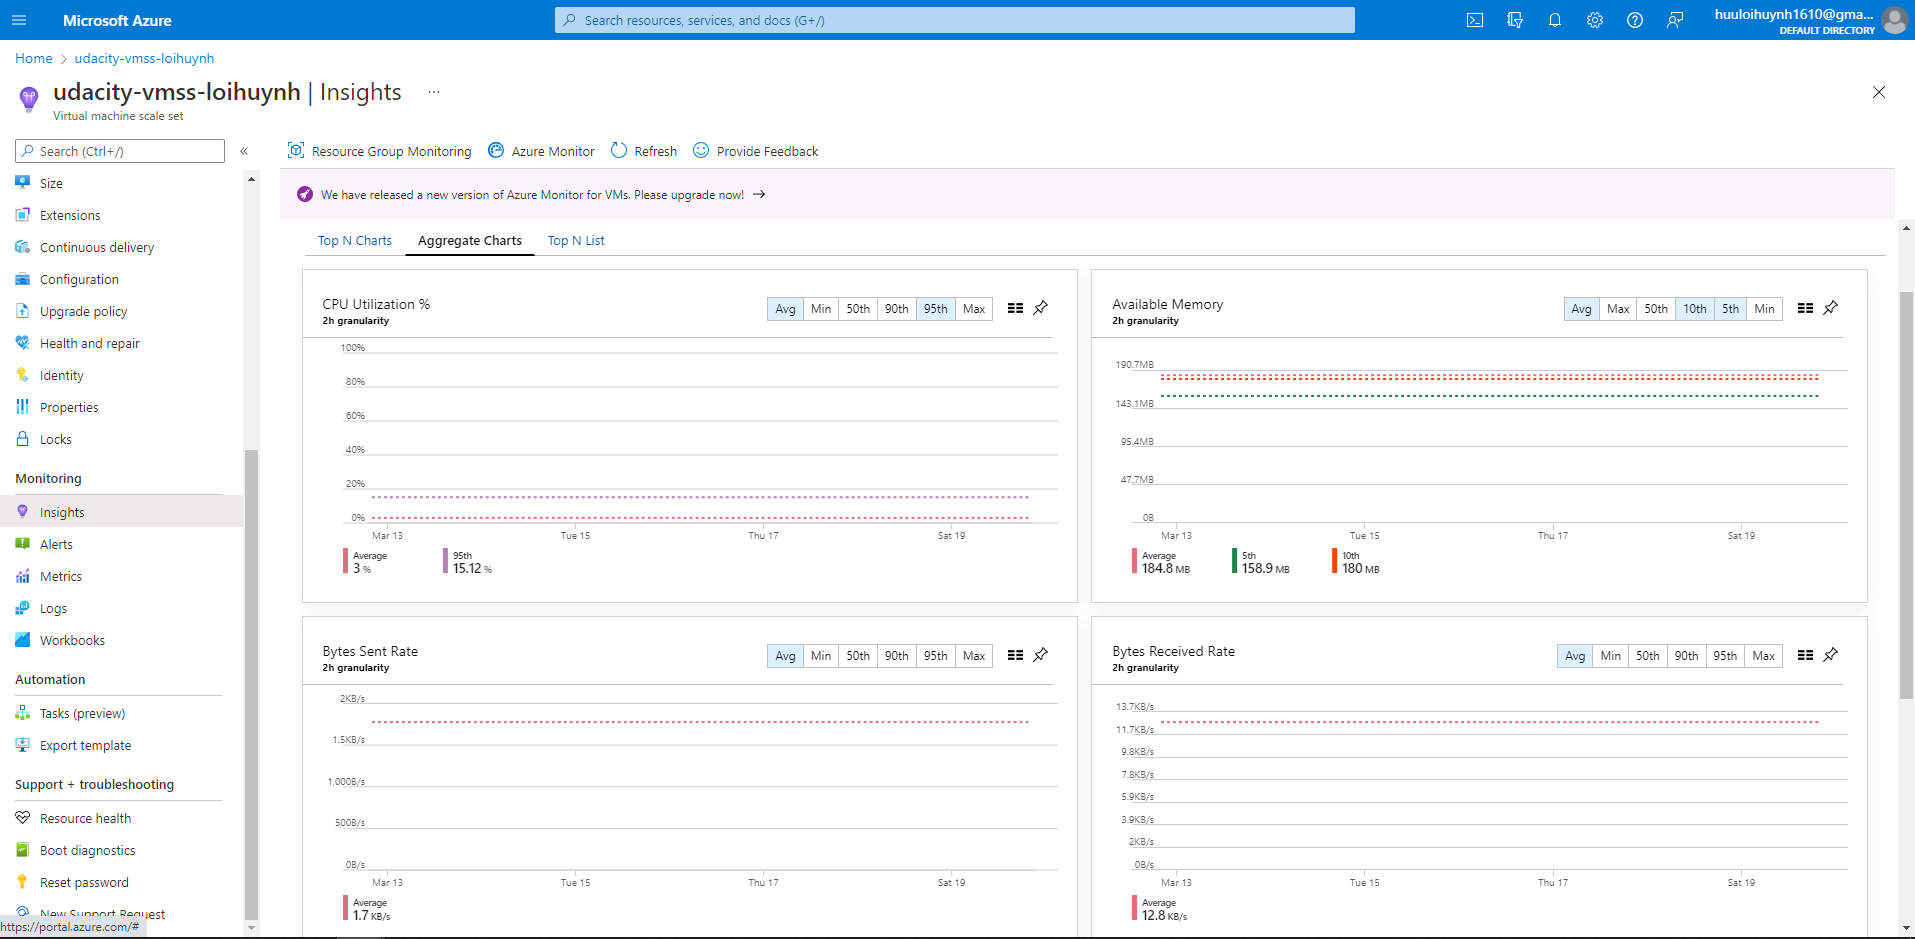 Microsoft Azure
Search resources, services, and docs (G+/)
huuloihuynh1610@gma...
DEFAULT DIRECTORY
Home > udacity-vmss-loihuynh
udacity-vmss-loihuynh | Insights ...
Virtual machine scale set
Search (Ctrl+/)
«
Size
Extensions
Continuous delivery
Configuration
Upgrade policy
Health and repair
Identity
Properties
Locks
Monitoring
Insights
Alerts
Metrics
Logs
Workbooks
Automation
Tasks (preview)
Export template
Support + troubleshooting
Resource health
Boot diagnostics
Reset password
New Support Request
https://portal.azure.com/#
Resource Group Monitoring Azure Monitor Refresh Provide Feedback
We have released a new version of Azure Monitor for VMs. Please upgrade now! →
Top N Charts Aggregate Charts Top N List
CPU Utilization %
2h granularity
Avg Min 50th 90th 95th Max
100%
80%
60%
40%
20%
0%
Mar 13 Tue 15 Thu 17 Sat 19
Average 95th
3 % 15.12 %
Available Memory
2h granularity
Avg Max 50th 10th 5th Min
190.7MB
143.1MB
95.4MB
47.7MB
0B
Mar 13 Tue 15 Thu 17 Sat 19
Average 5th 10th
184.8 MB 158.9 MB 180 MB
Bytes Sent Rate
2h granularity
Avg Min 50th 90th 95th Max
2KB/s
1.5KB/s
1,000B/s
500B/s
0B/s
Mar 13 Tue 15 Thu 17 Sat 19
Average
1.7 KB/s
Bytes Received Rate
2h granularity
Avg Min 50th 90th 95th Max
13.7KB/s
11.7KB/s
9.8KB/s
7.8KB/s
5.9KB/s
3.9KB/s
2KB/s
0B/s
Mar 13 Tue 15 Thu 17 Sat 19
Average
12.8 KB/s